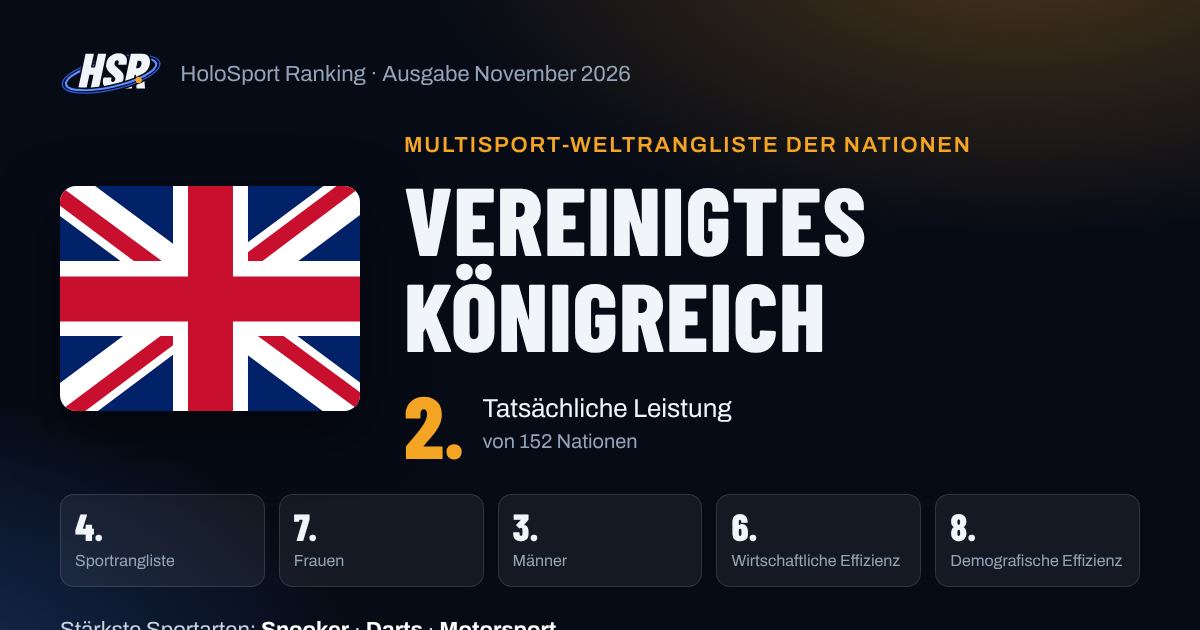 HSR
HoloSport Ranking · Ausgabe November 2026
MULTISPORT-WELTRANGLISTE DER NATIONEN
VEREINIGTES
KÖNIGREICH
2.
Tatsächliche Leistung
von 152 Nationen
4.
Sportrangliste
7.
Frauen
3.
Männer
6.
Wirtschaftliche Effizienz
8.
Demografische Effizienz
Stärkste Sportarten: Snooker · Darts · Motorsport